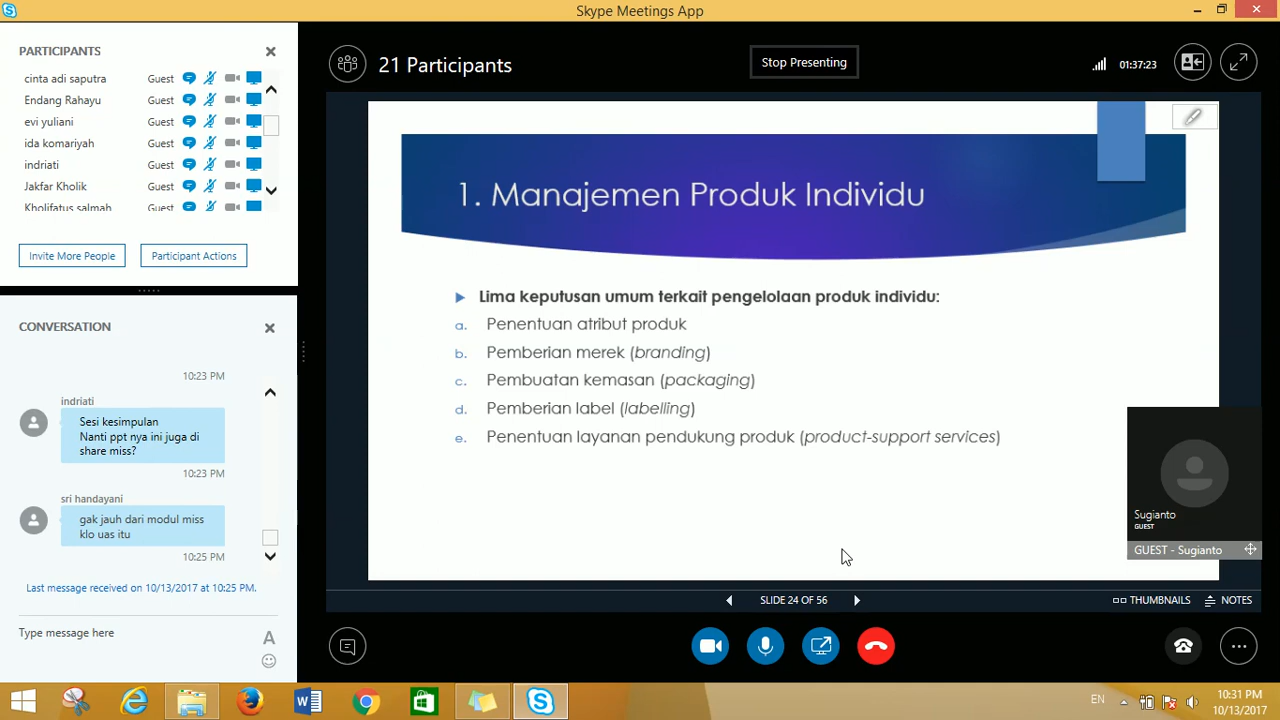 Skype Meetings App
PARTICIPANTS
cinta adi saputra Guest
Endang Rahayu Guest
evi yuliani Guest
ida komariyah Guest
indriati Guest
Jakfar Kholik Guest
Kholifatus salmah Guest
Invite More People
Participant Actions
CONVERSATION
10:23 PM
indriati
Sesi kesimpulan
Nanti ppt nya ini juga di
share miss?
10:23 PM
sri handayani
gak jauh dari modul miss
klo uas itu
10:25 PM
Last message received on 10/13/2017 at 10:25 PM.
Type message here
A
21 Participants
Stop Presenting
01:37:23
1. Manajemen Produk Individu
Lima keputusan umum terkait pengelolaan produk individu:
a. Penentuan atribut produk
b. Pemberian merek (branding)
c. Pembuatan kemasan (packaging)
d. Pemberian label (labelling)
e. Penentuan layanan pendukung produk (product-support services)
Sugianto
GUEST
GUEST - Sugianto
SLIDE 24 OF 56
THUMBNAILS
NOTES
EN
10:31 PM
10/13/2017